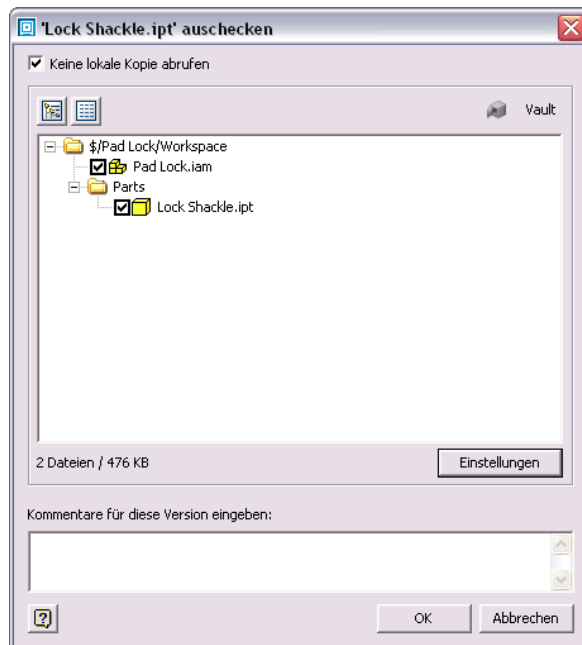 'Lock Shackle.ipt' auschecken
Keine lokale Kopie abrufen
Vault
$/Pad Lock/Workspace
Pad Lock.iam
Parts
Lock Shackle.ipt
2 Dateien / 476 KB
Einstellungen
Kommentare für diese Version eingeben:
OK
Abbrechen